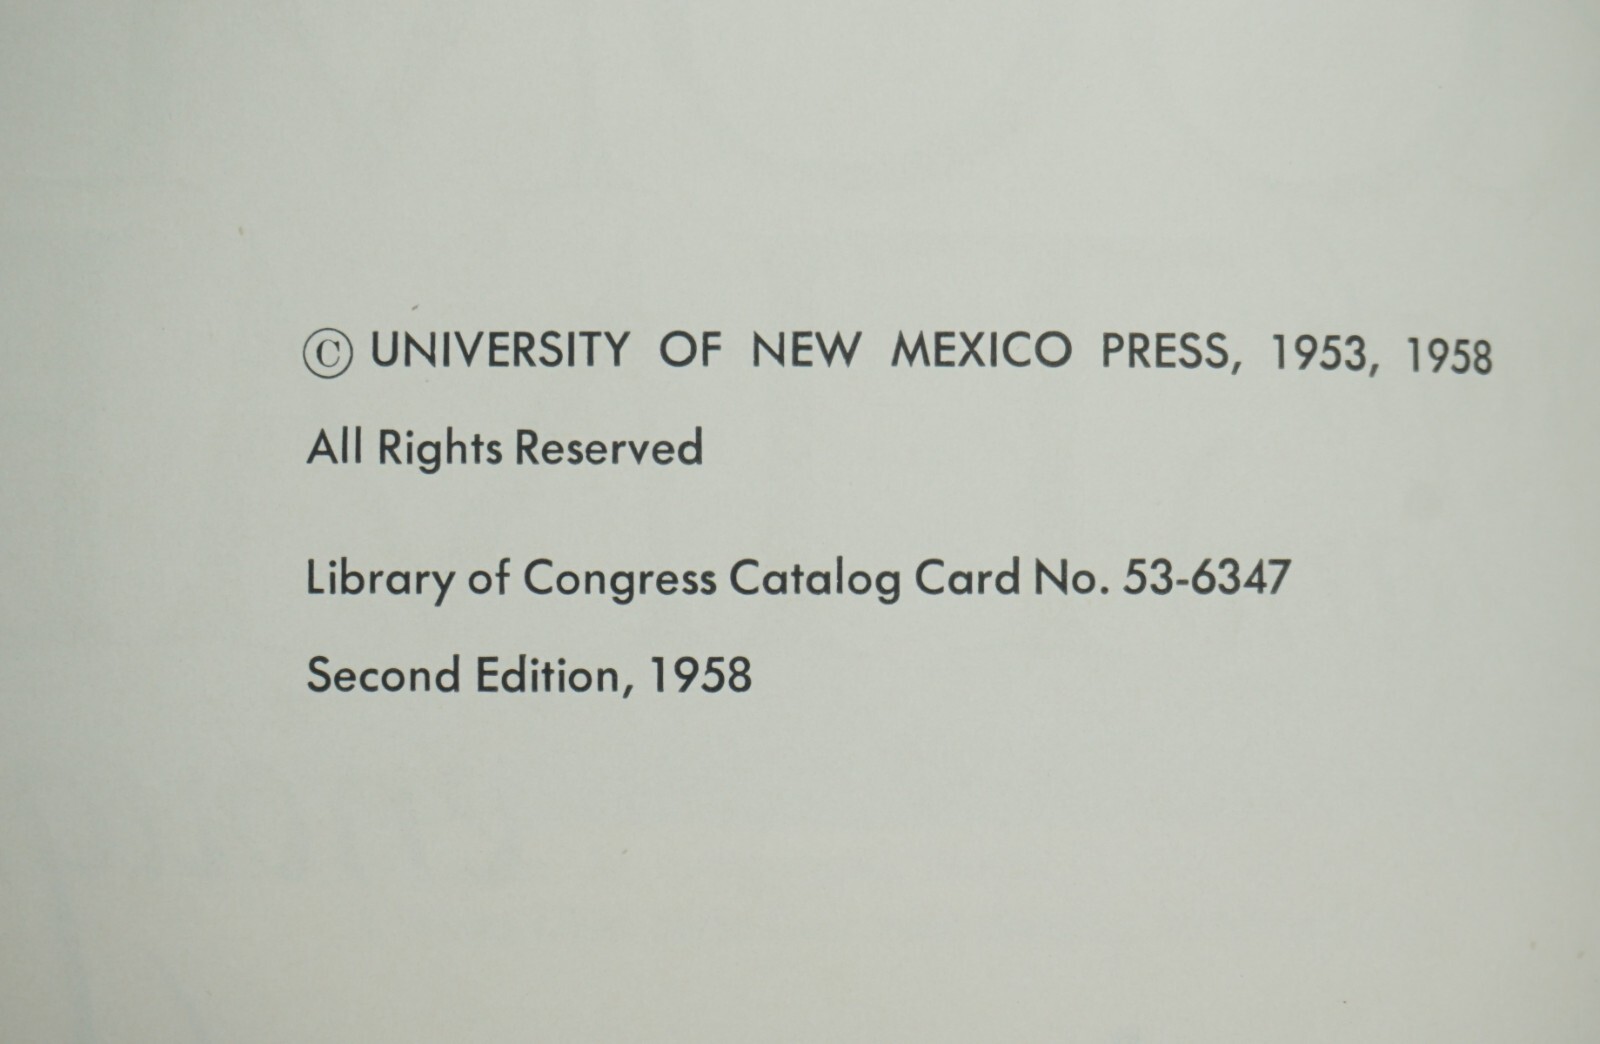 © UNIVERSITY OF NEW MEXICO PRESS, 1953, 1958
All Rights Reserved
Library of Congress Catalog Card No. 53-6347
Second Edition, 1958